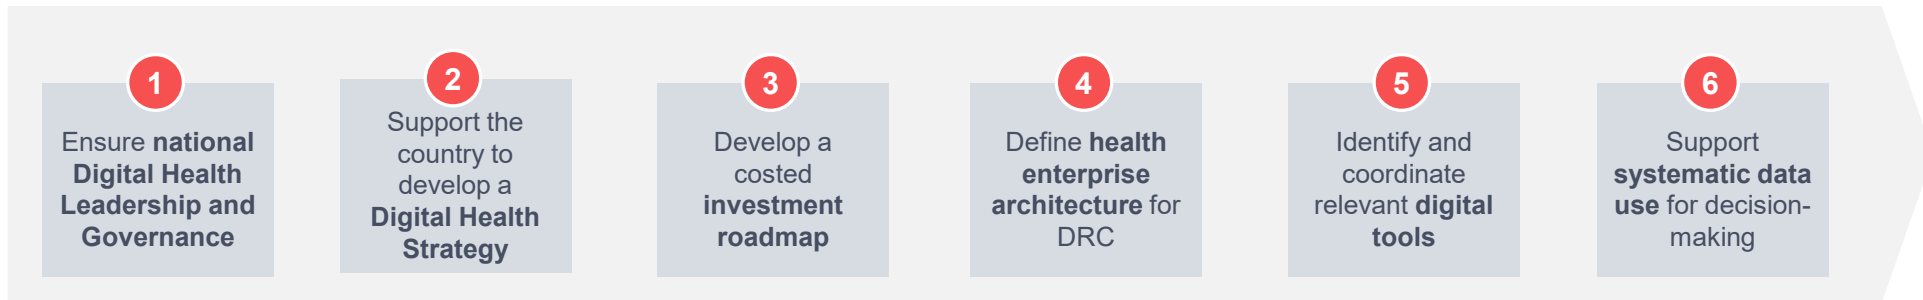 1
Ensure national
Digital Health
Leadership and
Governance
2
Support the
country to
develop a
Digital Health
Strategy
3
Develop a
costed
investment
roadmap
4
Define health
enterprise
architecture for
DRC
5
Identify and
coordinate
relevant digital
tools
6
Support
systematic data
use for decision-
making